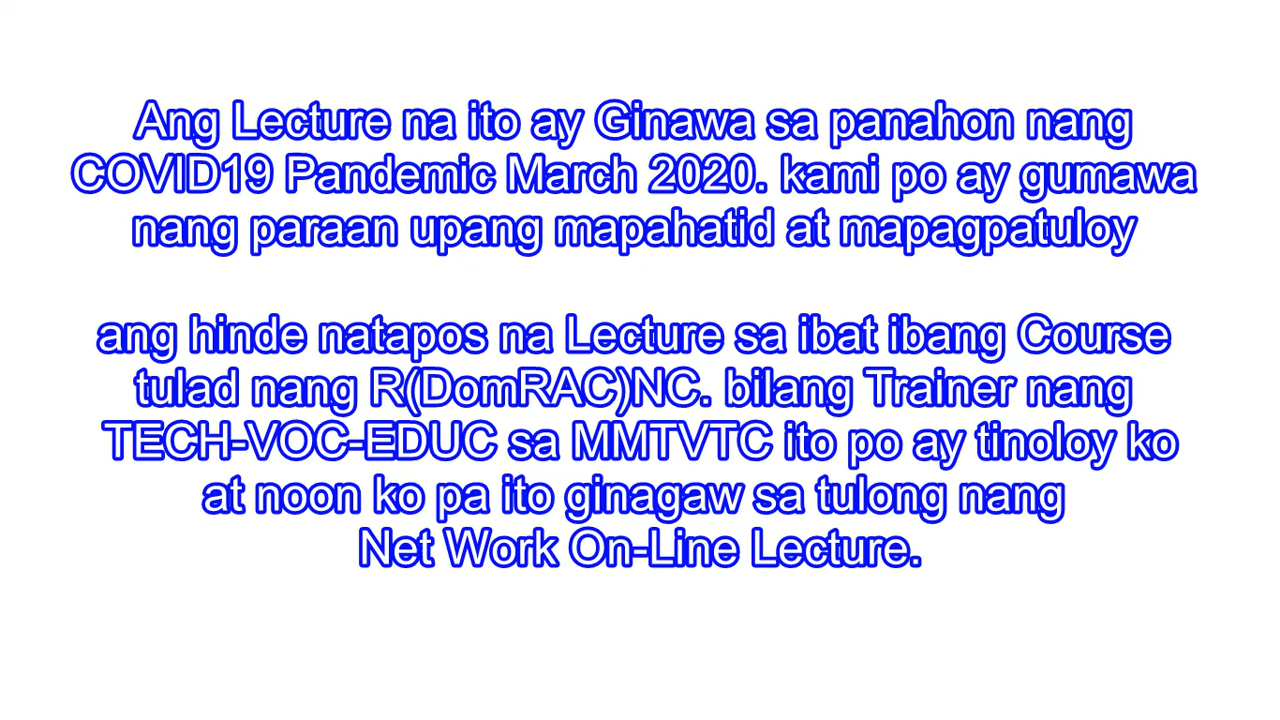 Ang Lecture na ito ay Ginawa sa panahon nang
COVID19 Pandemic March 2020. kami po ay gumawa
nang paraan upang mapahatid at mapagpatuloy
ang hinde natapos na Lecture sa ibat ibang Course
tulad nang R(DomRAC)NC. bilang Trainer nang
TECH-VOC-EDUC sa MMTVTC ito po ay tinoloy ko
at noon ko pa ito ginagaw sa tulong nang
Net Work On-Line Lecture.